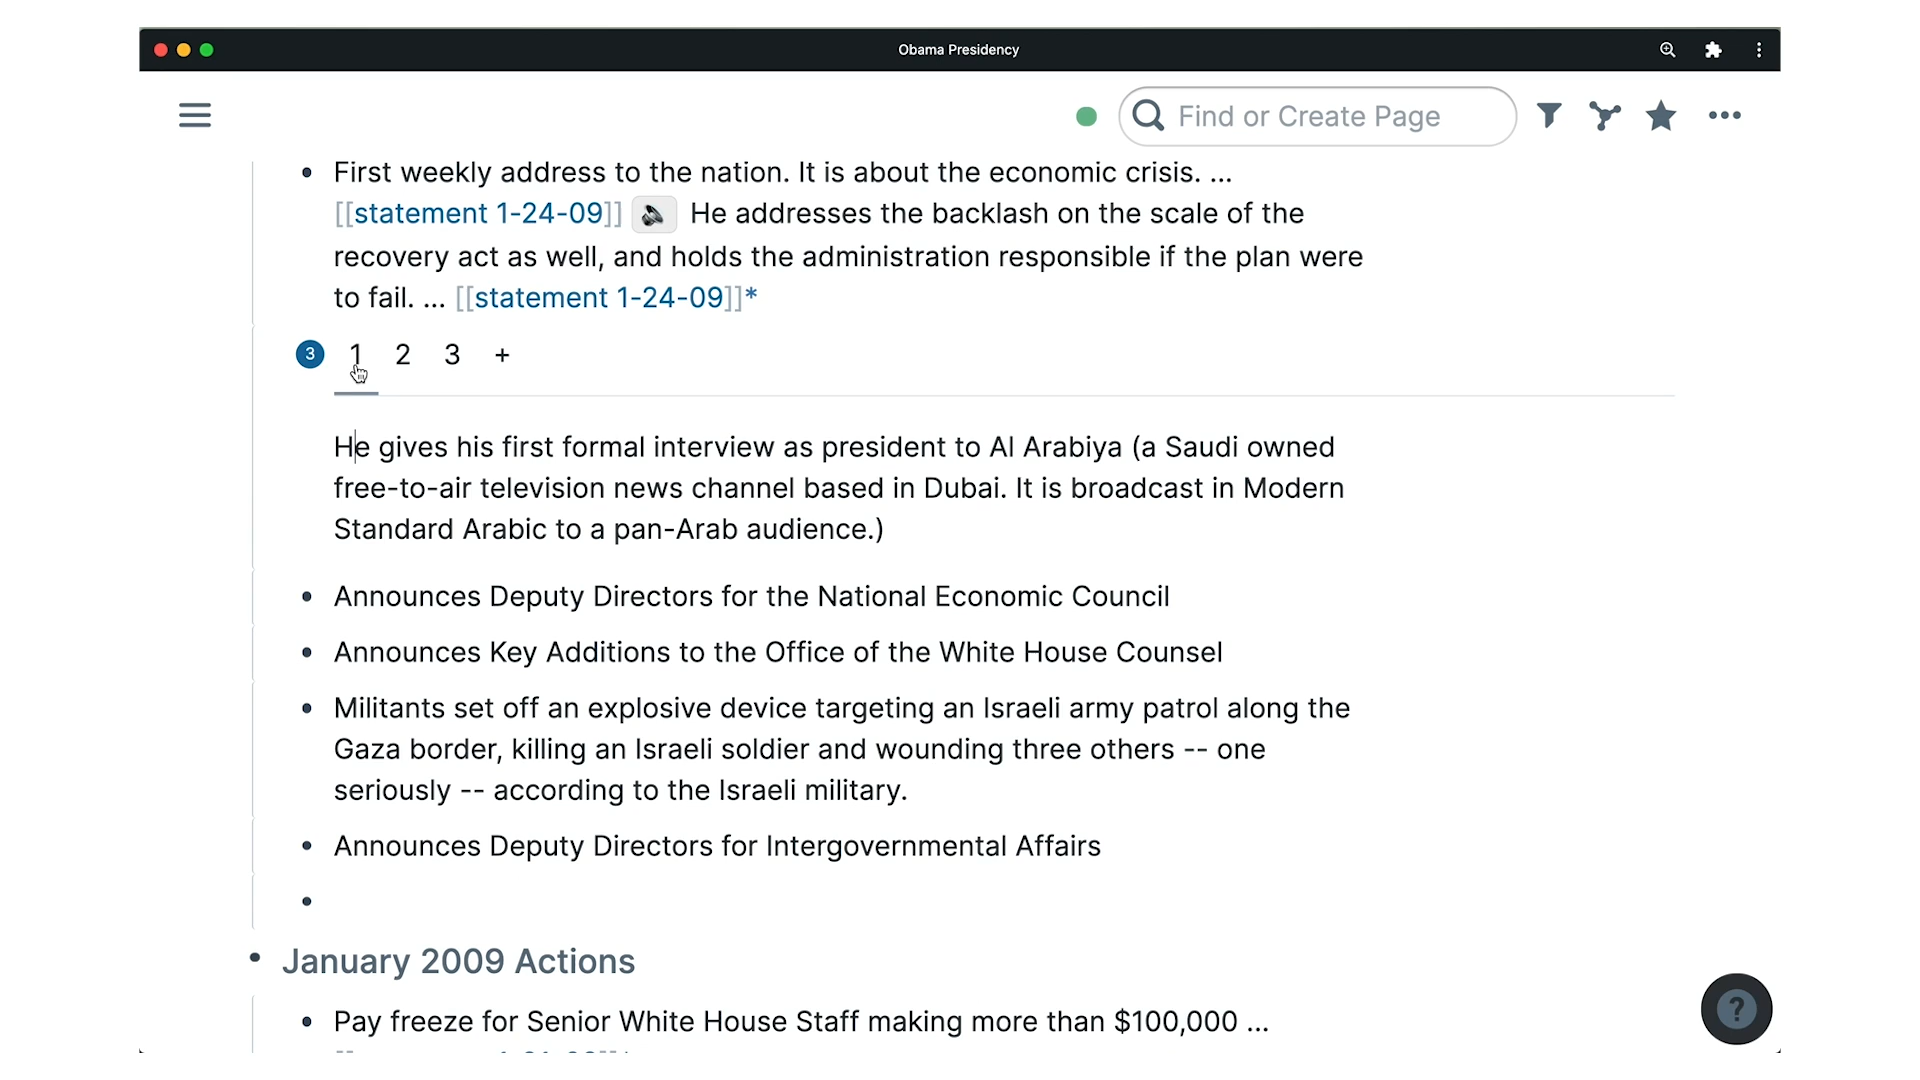 Obama Presidency
Find or Create Page
First weekly address to the nation. It is about the economic crisis. ...
[[statement 1-24-09]] He addresses the backlash on the scale of the
recovery act as well, and holds the administration responsible if the plan were
to fail. ... [[statement 1-24-09]]*
3 1 2 3 +
He gives his first formal interview as president to Al Arabiya (a Saudi owned
free-to-air television news channel based in Dubai. It is broadcast in Modern
Standard Arabic to a pan-Arab audience.)
Announces Deputy Directors for the National Economic Council
Announces Key Additions to the Office of the White House Counsel
Militants set off an explosive device targeting an Israeli army patrol along the
Gaza border, killing an Israeli soldier and wounding three others -- one
seriously -- according to the Israeli military.
Announces Deputy Directors for Intergovernmental Affairs
January 2009 Actions
Pay freeze for Senior White House Staff making more than $100,000 ...
?